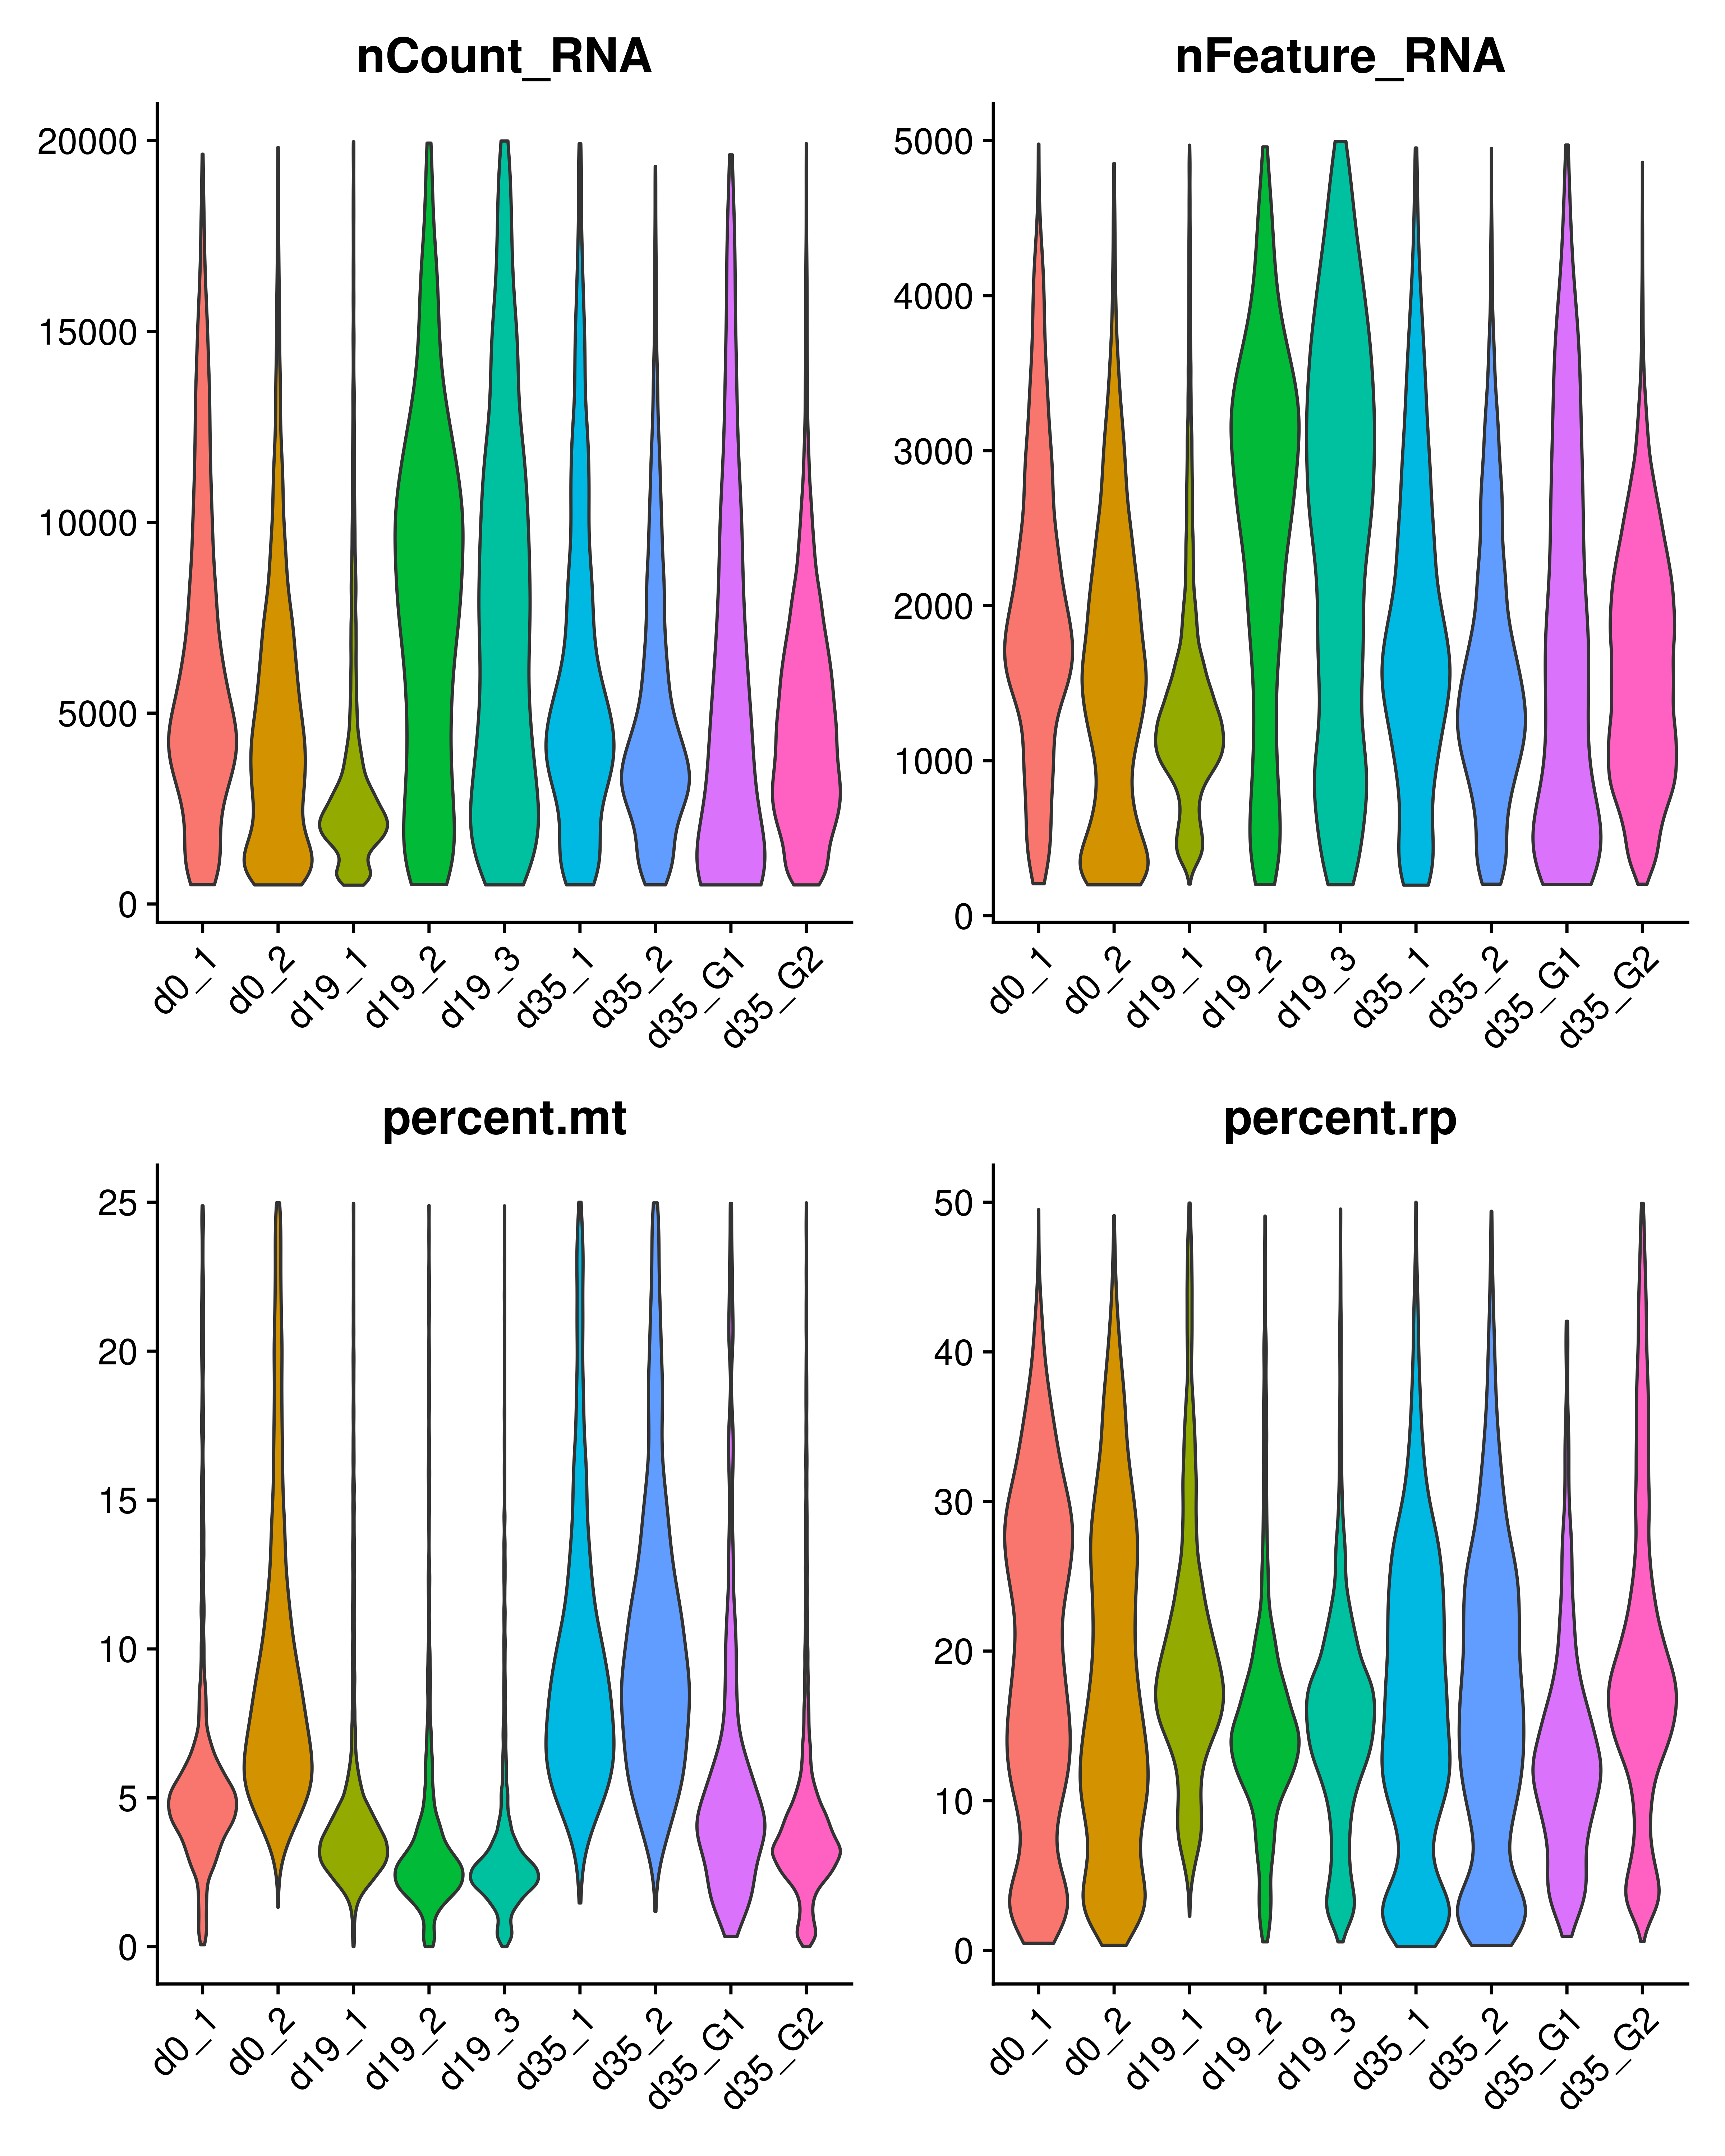 nCount_RNA
20000
15000
10000
5000
0
d0_1
d0_2
d19_1
d19_2
d19_3
d35_1
d35_2
d35_G1
d35_G2
nFeature_RNA
5000
4000
3000
2000
1000
0
d0_1
d0_2
d19_1
d19_2
d19_3
d35_1
d35_2
d35_G1
d35_G2
percent.mt
25
20
15
10
5
0
d0_1
d0_2
d19_1
d19_2
d19_3
d35_1
d35_2
d35_G1
d35_G2
percent.rp
50
40
30
20
10
0
d0_1
d0_2
d19_1
d19_2
d19_3
d35_1
d35_2
d35_G1
d35_G2